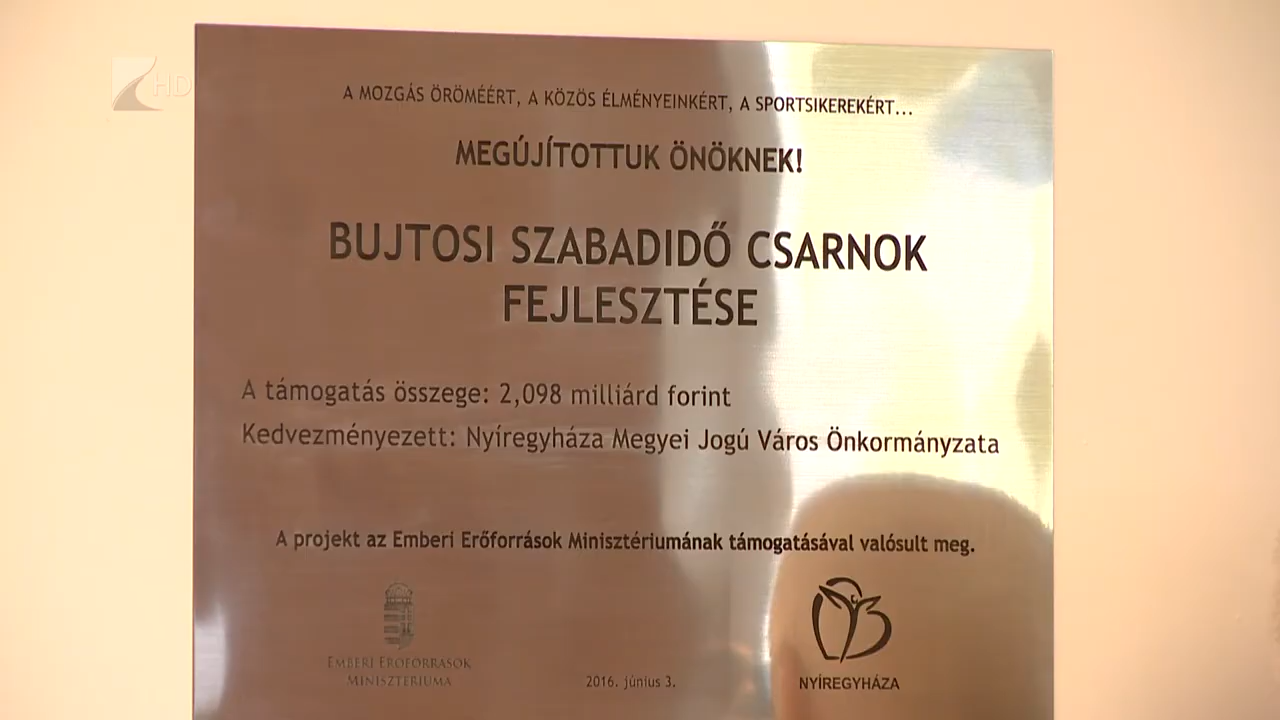 HD
A MOZGÁS ÖRÖMÉÉRT, A KÖZÖS ÉLMÉNYEINKÉRT, A SPORTSIKEREKÉRT...
MEGÚJÍTOTTUK ÖNÖKNEK!
BUJTOSI SZABADIDŐ CSARNOK
FEJLESZTÉSE
A támogatás összege: 2,098 milliárd forint
Kedvezményezett: Nyíregyháza Megyei Jogú Város Önkormányzata
A projekt az Emberi Erőforrások Minisztériumának támogatásával valósult meg.
EMBERI ERŐFORRÁSOK
MINISZTÉRIUMA
2016. június 3.
NYÍREGYHÁZA